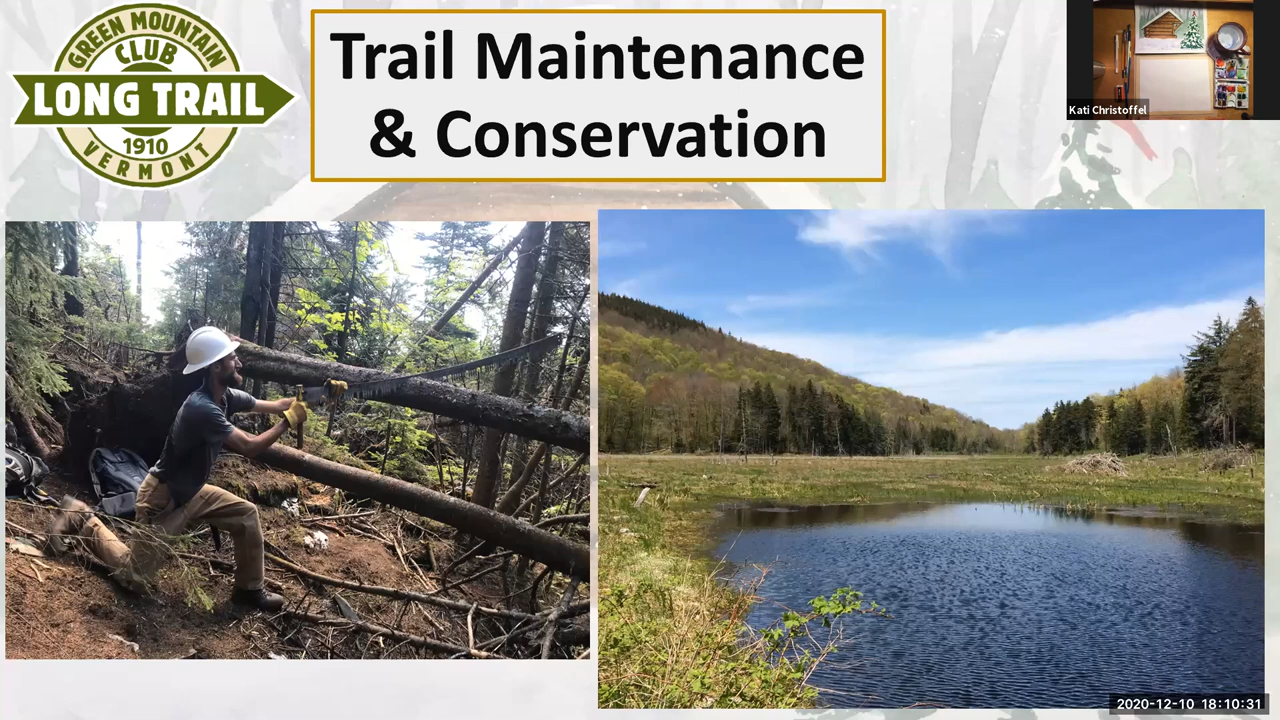 GREEN MOUNTAIN
CLUB
LONG TRAIL
1910
VERMONT
Trail Maintenance
& Conservation
Kati Christoffel
2020-12-10 18:10:31